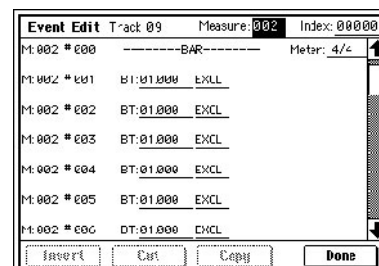 Event Edit Track 09 Measure: 002 Index: 00000
M: 002 # 000 --------BAR-------- Meter: 4/4
M: 002 # 001 BT: 01.000 EXCL
M: 002 # 002 BT: 01.000 EXCL
M: 002 # 003 BT: 01.000 EXCL
M: 002 # 004 BT: 01.000 EXCL
M: 002 # 005 BT: 01.000 EXCL
M: 002 # 006 BT: 01.000 EXCL
Insert Cut Copy Done